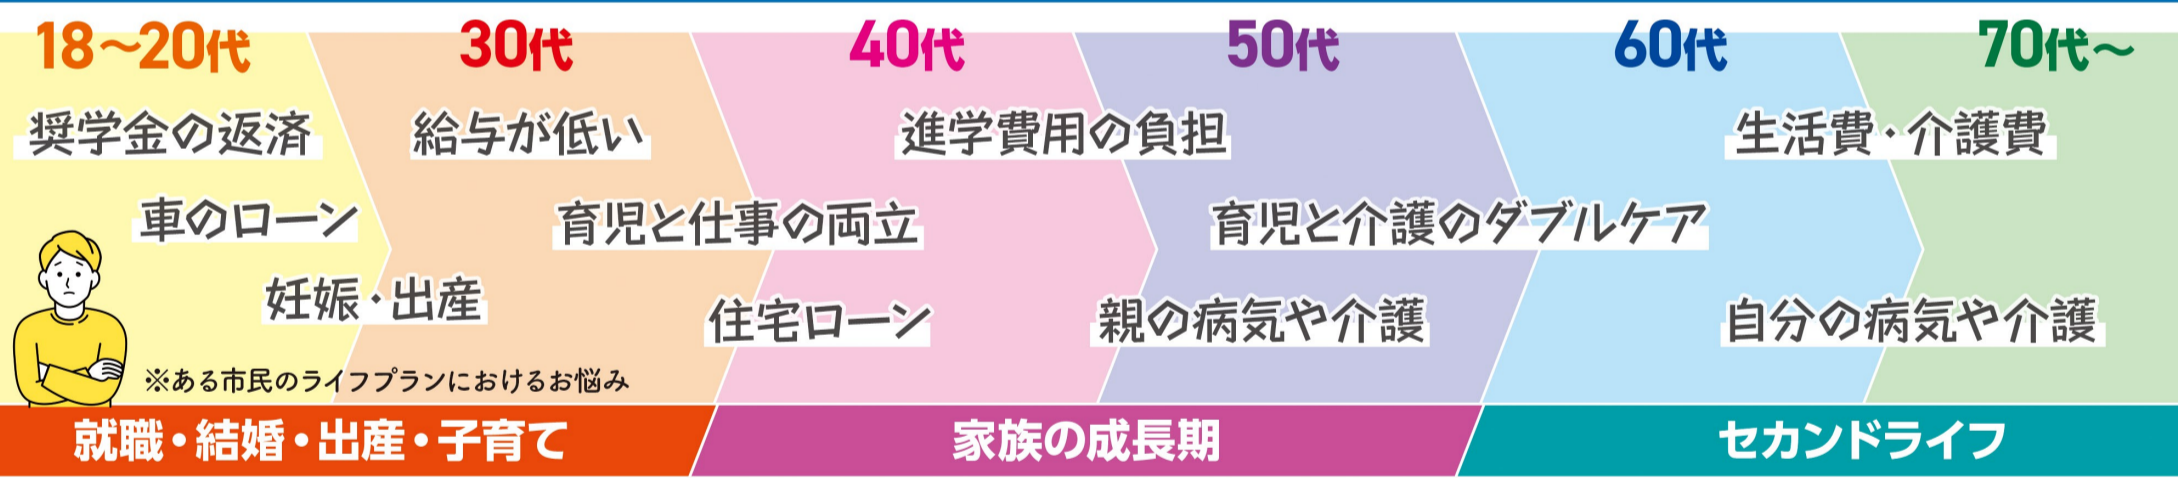 18〜20代 30代 40代 50代 60代 70代〜
奨学金の返済 給与が低い 進学費用の負担 生活費・介護費
車のローン 育児と仕事の両立 育児と介護のダブルケア
妊娠・出産 住宅ローン 親の病気や介護 自分の病気や介護
※ある市民のライフプランにおけるお悩み
就職・結婚・出産・子育て 家族の成長期 セカンドライフ